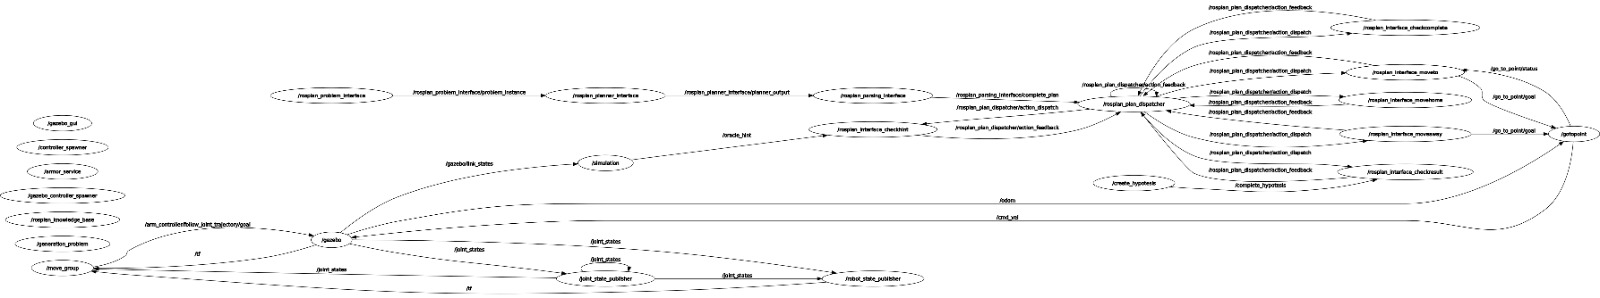 /rosplan_plan_dispatcher/action_feedback
/rosplan_interface_checkcomplete
/rosplan_plan_dispatcher/action_dispatch
/rosplan_plan_dispatcher/action_feedback
/rosplan_plan_dispatcher/action_dispatch
/rosplan_interface_moveto
/go_to_point/status
/rosplan_plan_dispatcher/action_feedback
/rosplan_problem_interface
/rosplan_problem_interface/problem_instance
/rosplan_planner_interface
/rosplan_planner_interface/planner_output
/rosplan_parsing_interface
/rosplan_parsing_interface/complete_plan
/rosplan_plan_dispatcher
/rosplan_plan_dispatcher/action_dispatch
/rosplan_interface_movehome
/go_to_point/goal
/rosplan_plan_dispatcher/action_dispatch
/rosplan_plan_dispatcher/action_feedback
/rosplan_plan_dispatcher/action_feedback
/gazebo_gui
/oracle_hint
/rosplan_interface_checkhint
/rosplan_plan_dispatcher/action_feedback
/rosplan_plan_dispatcher/action_dispatch
/rosplan_interface_moveaway
/go_to_point/goal
/gotopoint
/controller_spawner
/gazebo/link_states
/simulation
/rosplan_plan_dispatcher/action_dispatch
/rosplan_plan_dispatcher/action_feedback
/rosplan_interface_checkresult
/armor_service
/create_hypotesis
/complete_hypotesis
/gazebo_controller_spawner
/odom
/rosplan_knowledge_base
/cmd_vel
/arm_controller/follow_joint_trajectory/goal
/gazebo
/generation_problem
/joint_states
/joint_states
/tf
/joint_states
/move_group
/joint_states
/joint_state_publisher
/joint_states
/robot_state_publisher
/tf